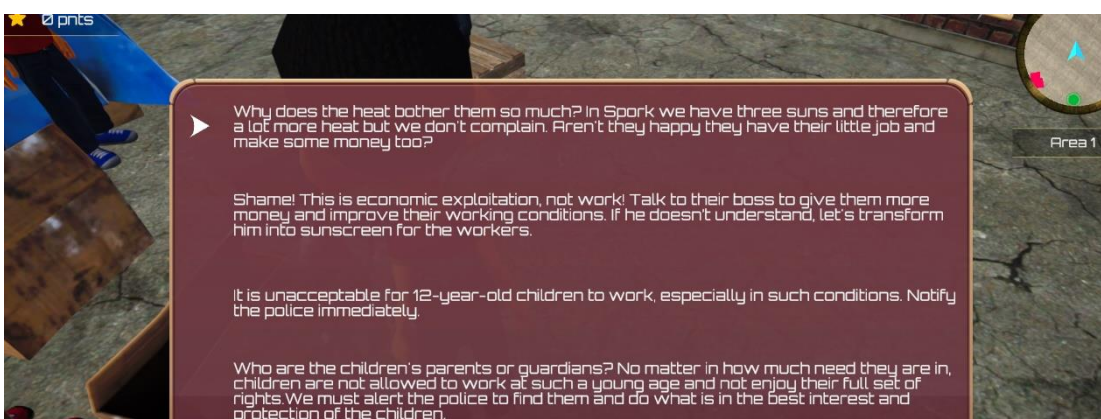 0 pnts
Area 1
Why does the heat bother them so much? In Spork we have three suns and therefore
a lot more heat but we don't complain. Aren't they happy they have their little job and
make some money too?
Shame! This is economic exploitation, not work! Talk to their boss to give them more
money and improve their working conditions. If he doesn't understand, let's transform
him into sunscreen for the workers.
It is unacceptable for 12-year-old children to work, especially in such conditions. Notify
the police immediately.
Who are the children's parents or guardians? No matter in how much need they are in,
children are not allowed to work at such a young age and not enjoy their full set of
rights.We must alert the police to find them and do what is in the best interest and
protection of the children.